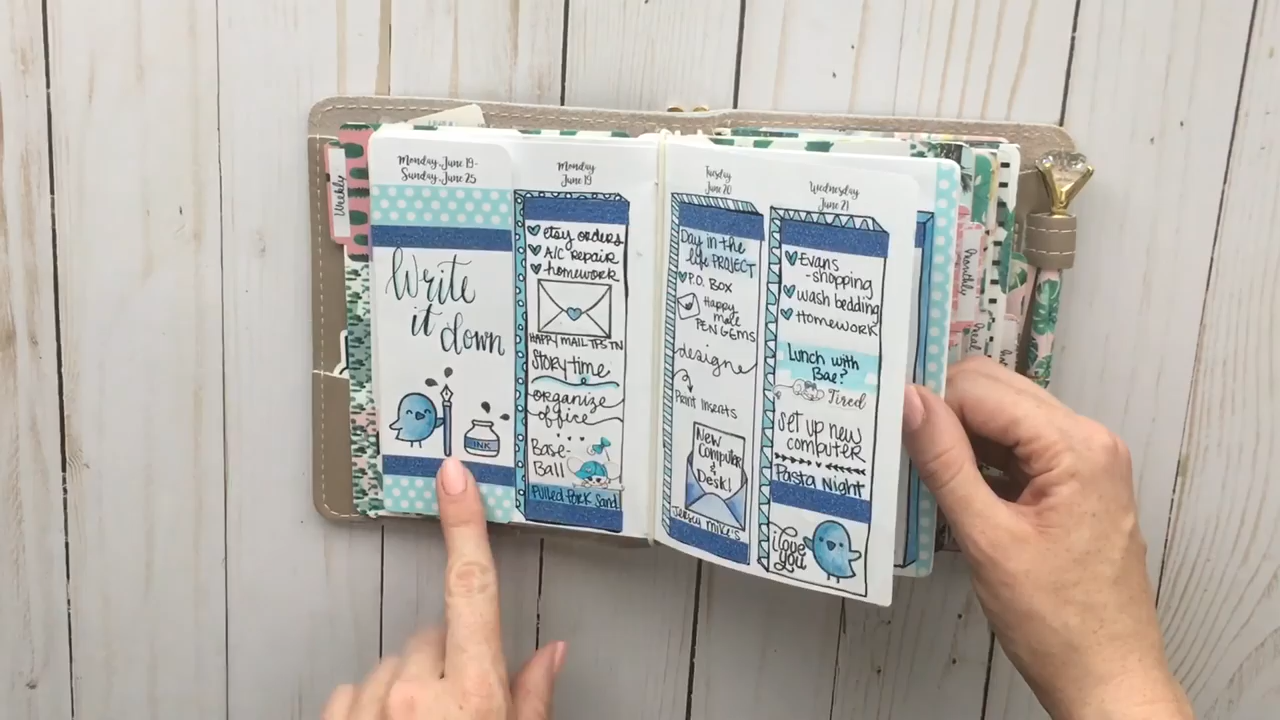 Weekly
Monday, June 19-
Sunday, June 25
Write
it
down
INK
Monday
June 19
etsy orders
A/C repair
homework
HAPPY MAIL TPS TN
Storytime
organize
office
Base-
Ball
Pulled Pork Sand
Tuesday
June 20
Day in the
life PROJECT
P.O. BOX
Happy
mail
PEN GEMS
designe
Print Inserts
New
Computer
&
Desk!
Jersey Mike's
Wednesday
June 21
Evans
-shopping
wash bedding
Homework
Lunch with
Bae?
Tired
set up new
computer
Pasta Night
i love
you
Monthly